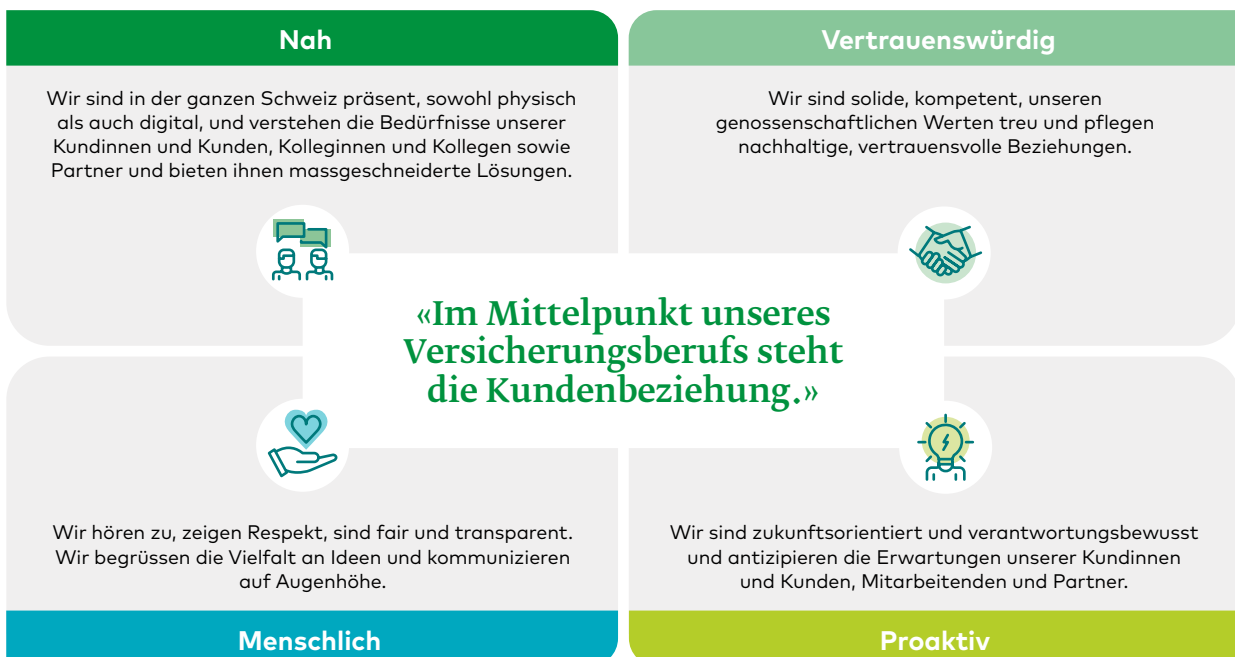 Nah
Wir sind in der ganzen Schweiz präsent, sowohl physisch
als auch digital, und verstehen die Bedürfnisse unserer
Kundinnen und Kunden, Kolleginnen und Kollegen sowie
Partner und bieten ihnen massgeschneiderte Lösungen.
Vertrauenswürdig
Wir sind solide, kompetent, unseren
genossenschaftlichen Werten treu und pflegen
nachhaltige, vertrauensvolle Beziehungen.
«Im Mittelpunkt unseres
Versicherungsberufs steht
die Kundenbeziehung.»
Wir hören zu, zeigen Respekt, sind fair und transparent.
Wir begrüssen die Vielfalt an Ideen und kommunizieren
auf Augenhöhe.
Menschlich
Wir sind zukunftsorientiert und verantwortungsbewusst
und antizipieren die Erwartungen unserer Kundinnen
und Kunden, Mitarbeitenden und Partner.
Proaktiv